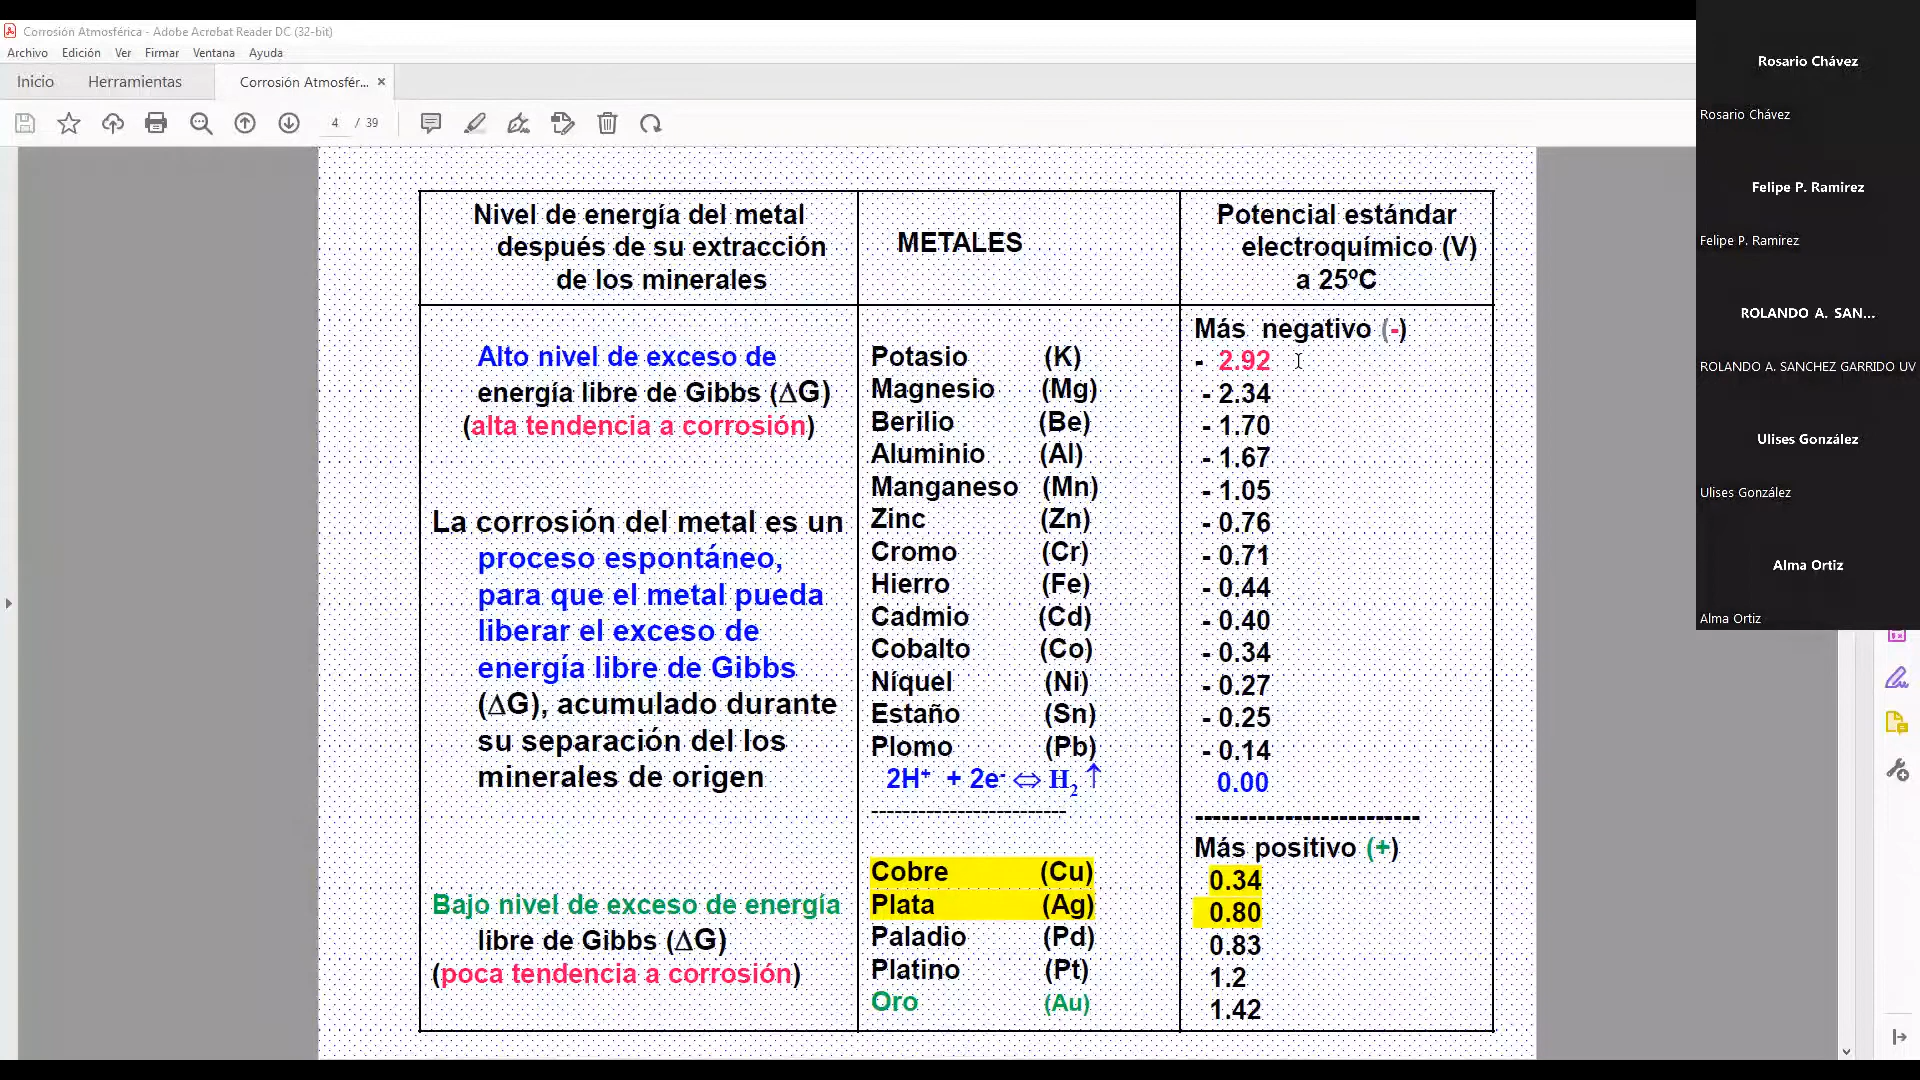 Corrosión Atmosférica - Adobe Acrobat Reader DC (32-bit)
Archivo Edición Ver Firmar Ventana Ayuda
Inicio Herramientas Corrosión Atmosfér... ×
4 / 39
Nivel de energía del metal
después de su extracción
de los minerales
METALES
Potencial estándar
electroquímico (V)
a 25ºC
Alto nivel de exceso de
energía libre de Gibbs (∆G)
(alta tendencia a corrosión)
La corrosión del metal es un
proceso espontáneo,
para que el metal pueda
liberar el exceso de
energía libre de Gibbs
(∆G), acumulado durante
su separación del los
minerales de origen
Bajo nivel de exceso de energía
libre de Gibbs (∆G)
(poca tendencia a corrosión)
Potasio (K)
Magnesio (Mg)
Berilio (Be)
Aluminio (Al)
Manganeso (Mn)
Zinc (Zn)
Cromo (Cr)
Hierro (Fe)
Cadmio (Cd)
Cobalto (Co)
Níquel (Ni)
Estaño (Sn)
Plomo (Pb)
2H⁺ + 2e⁻ ⇔ H₂ ↑
-------------------------
Cobre (Cu)
Plata (Ag)
Paladio (Pd)
Platino (Pt)
Oro (Au)
Más negativo (-)
- 2.92
- 2.34
- 1.70
- 1.67
- 1.05
- 0.76
- 0.71
- 0.44
- 0.40
- 0.34
- 0.27
- 0.25
- 0.14
0.00
-------------------------
Más positivo (+)
0.34
0.80
0.83
1.2
1.42
Rosario Chávez
Rosario Chávez
Felipe P. Ramirez
Felipe P. Ramirez
ROLANDO A. SAN...
ROLANDO A. SANCHEZ GARRIDO UV
Ulises González
Ulises González
Alma Ortiz
Alma Ortiz